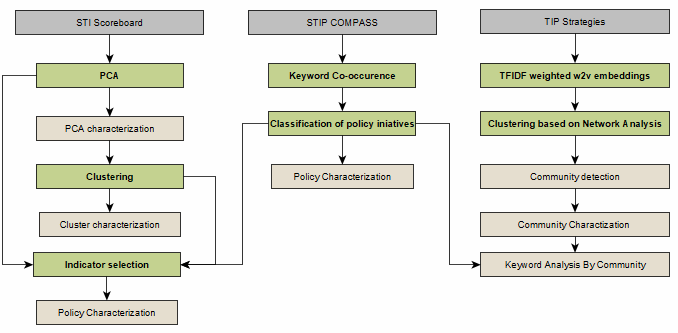 STI Scoreboard
STIP COMPASS
TIP Strategies
PCA
Keyword Co-occurence
TFIDF weighted w2v embeddings
PCA characterization
Classification of policy iniatives
Clustering based on Network Analysis
Clustering
Policy Characterization
Community detection
Cluster characterization
Community Charactization
Indicator selection
Keyword Analysis By Community
Policy Characterization